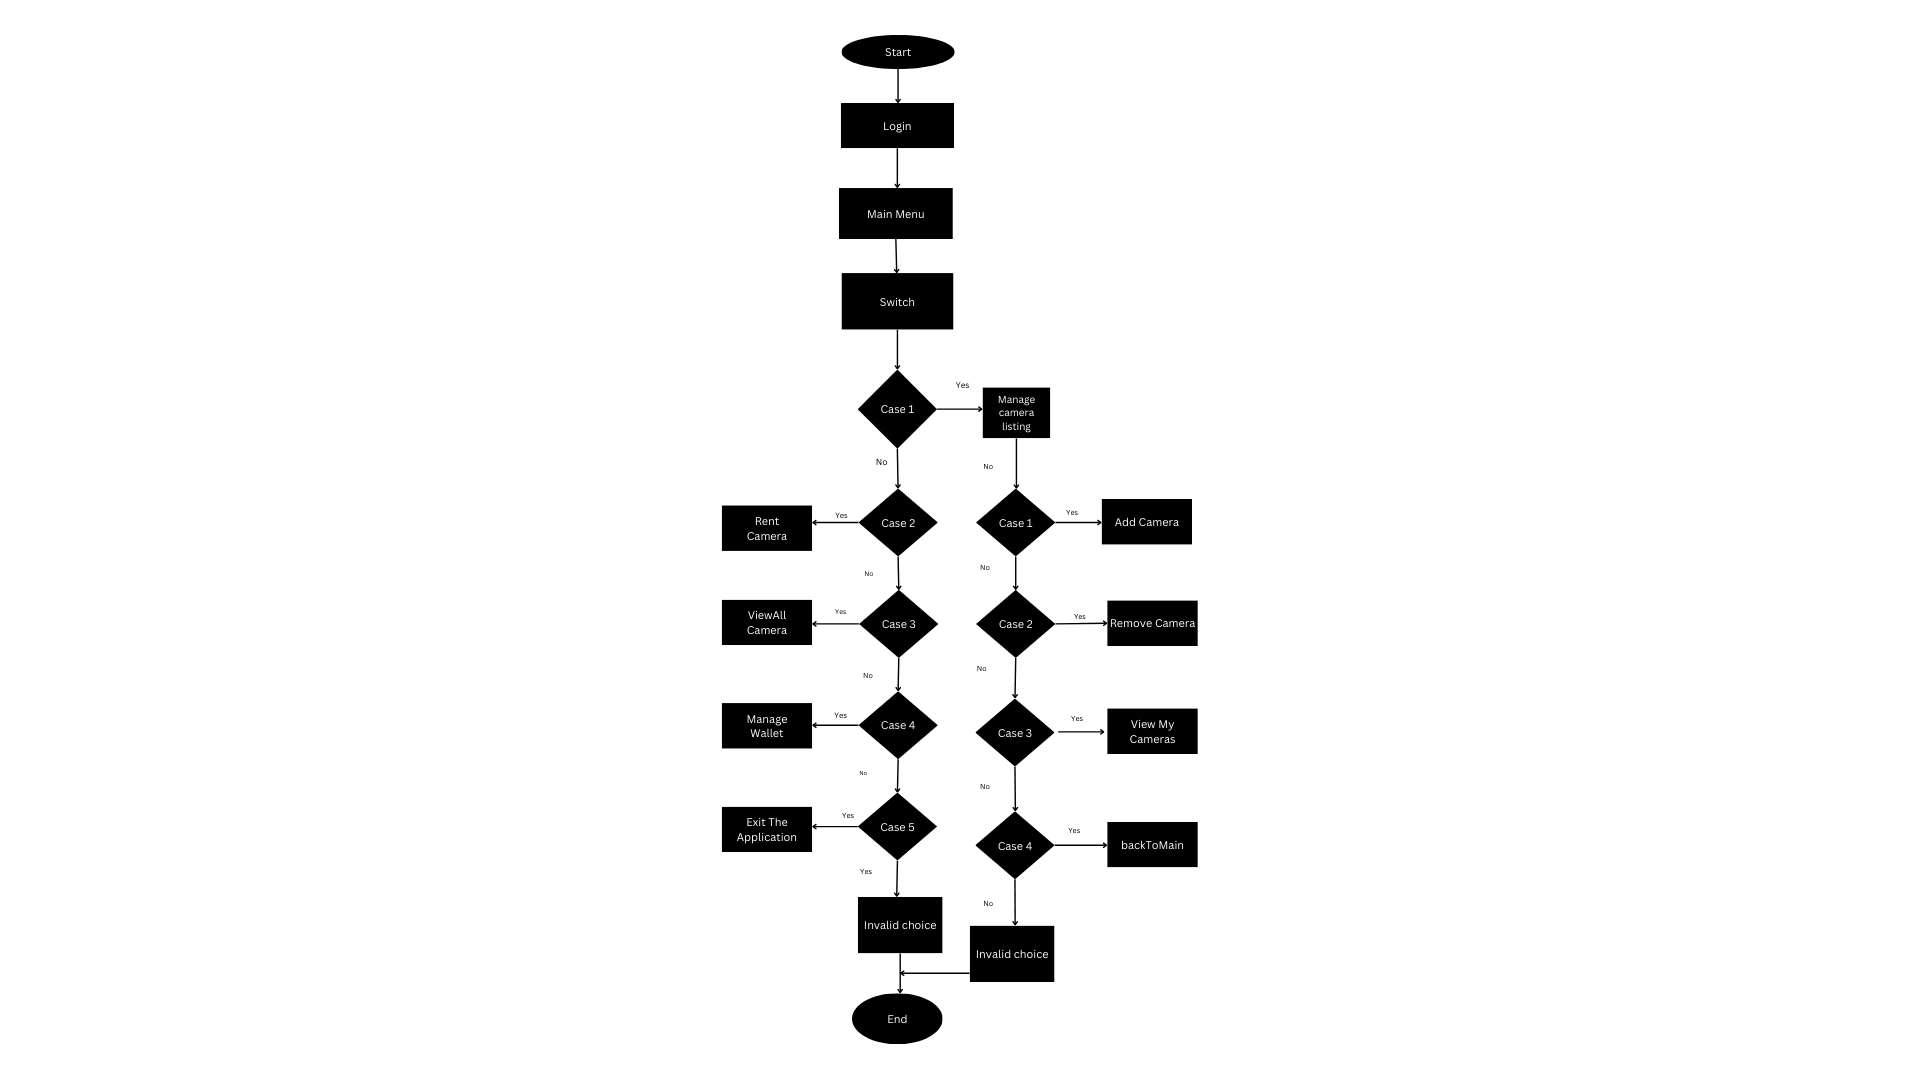 Start
Login
Main Menu
Switch
Yes
Case 1
Manage
camera
listing
No
No
Yes
Rent
Camera
Case 2
Case 1
Yes
Add Camera
No
No
Yes
ViewAll
Camera
Case 3
Case 2
Yes
Remove Camera
No
No
Yes
Manage
Wallet
Case 4
Case 3
Yes
View My
Cameras
No
No
Yes
Exit The
Application
Case 5
Case 4
Yes
backToMain
Yes
No
Invalid choice
Invalid choice
End